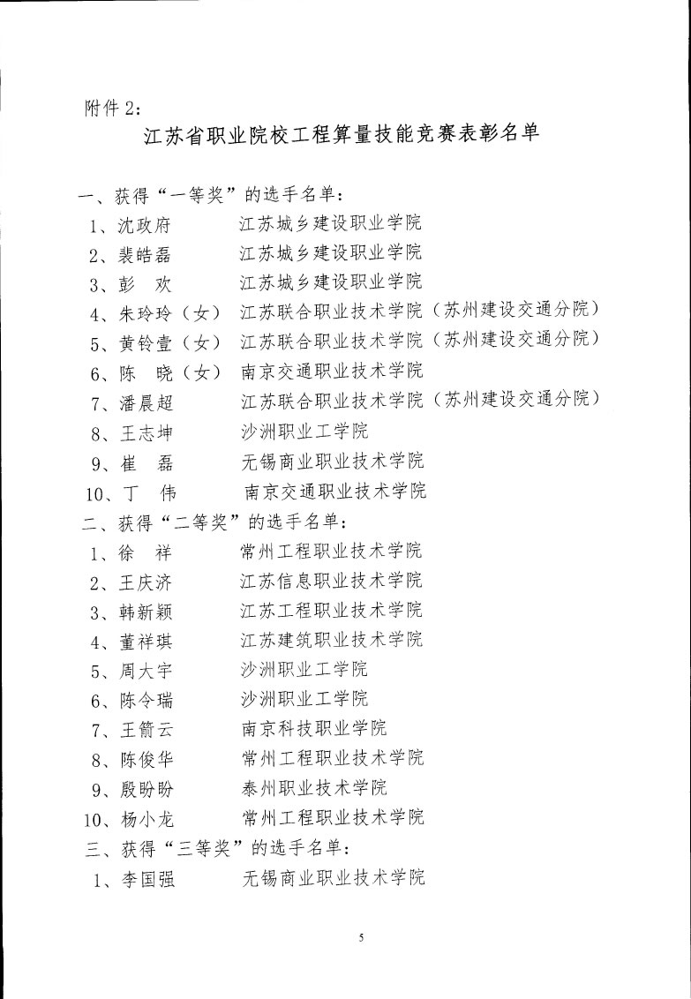 附件 2：
江苏省职业院校工程算量技能竞赛表彰名单
一、获得“一等奖”的选手名单：
1、沈政府 江苏城乡建设职业学院
2、裴皓磊 江苏城乡建设职业学院
3、彭 欢 江苏城乡建设职业学院
4、朱玲玲（女） 江苏联合职业技术学院（苏州建设交通分院）
5、黄铃壹（女） 江苏联合职业技术学院（苏州建设交通分院）
6、陈 晓（女） 南京交通职业技术学院
7、潘晨超 江苏联合职业技术学院（苏州建设交通分院）
8、王志坤 沙洲职业工学院
9、崔 磊 无锡商业职业技术学院
10、丁 伟 南京交通职业技术学院
二、获得“二等奖”的选手名单：
1、徐 祥 常州工程职业技术学院
2、王庆济 江苏信息职业技术学院
3、韩新颖 江苏工程职业技术学院
4、董祥琪 江苏建筑职业技术学院
5、周大宇 沙洲职业工学院
6、陈令瑞 沙洲职业工学院
7、王箭云 南京科技职业学院
8、陈俊华 常州工程职业技术学院
9、殷盼盼 泰州职业技术学院
10、杨小龙 常州工程职业技术学院
三、获得“三等奖”的选手名单：
1、李国强 无锡商业职业技术学院
5